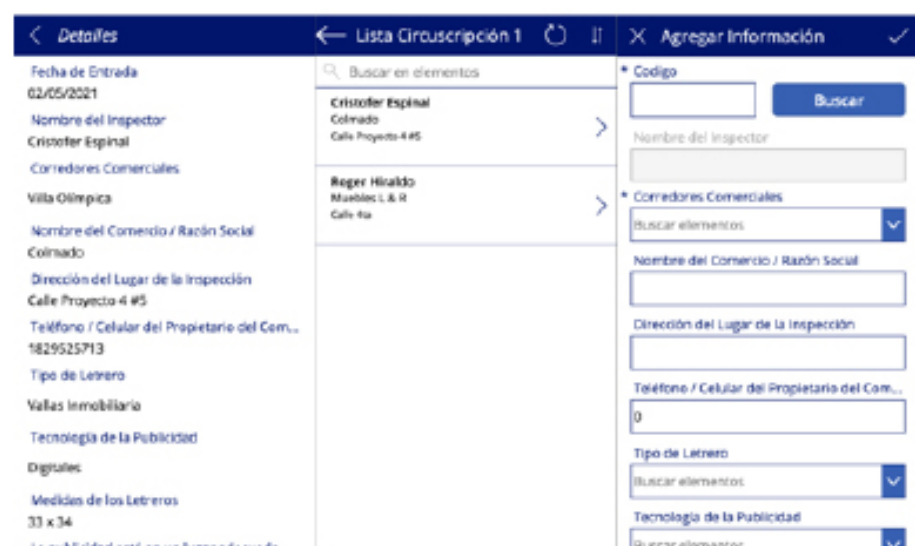 Detalles
Fecha de Entrada
02/05/2021
Nombre del Inspector
Cristofer Espinal
Corredores Comerciales
Villa Olímpica
Nombre del Comercio / Razón Social
Colmado
Dirección del Lugar de la Inspección
Calle Proyecto 4 #5
Teléfono / Celular del Propietario del Com...
1829525713
Tipo de Letrero
Vallas Inmobiliaria
Tecnología de la Publicidad
Digitales
Medidas de los Letreros
33 x 34
Lista Circuscripción 1
Buscar en elementos
Cristofer Espinal
Colmado
Calle Proyecto 4 #5
Roger Hiraldo
Muebles L & R
Calle 4ta
Agregar Información
* Codigo
Buscar
Nombre del Inspector
* Corredores Comerciales
Buscar elementos
Nombre del Comercio / Razón Social
Dirección del Lugar de la Inspección
Teléfono / Celular del Propietario del Com...
0
Tipo de Letrero
Buscar elementos
Tecnología de la Publicidad
Buscar elementos